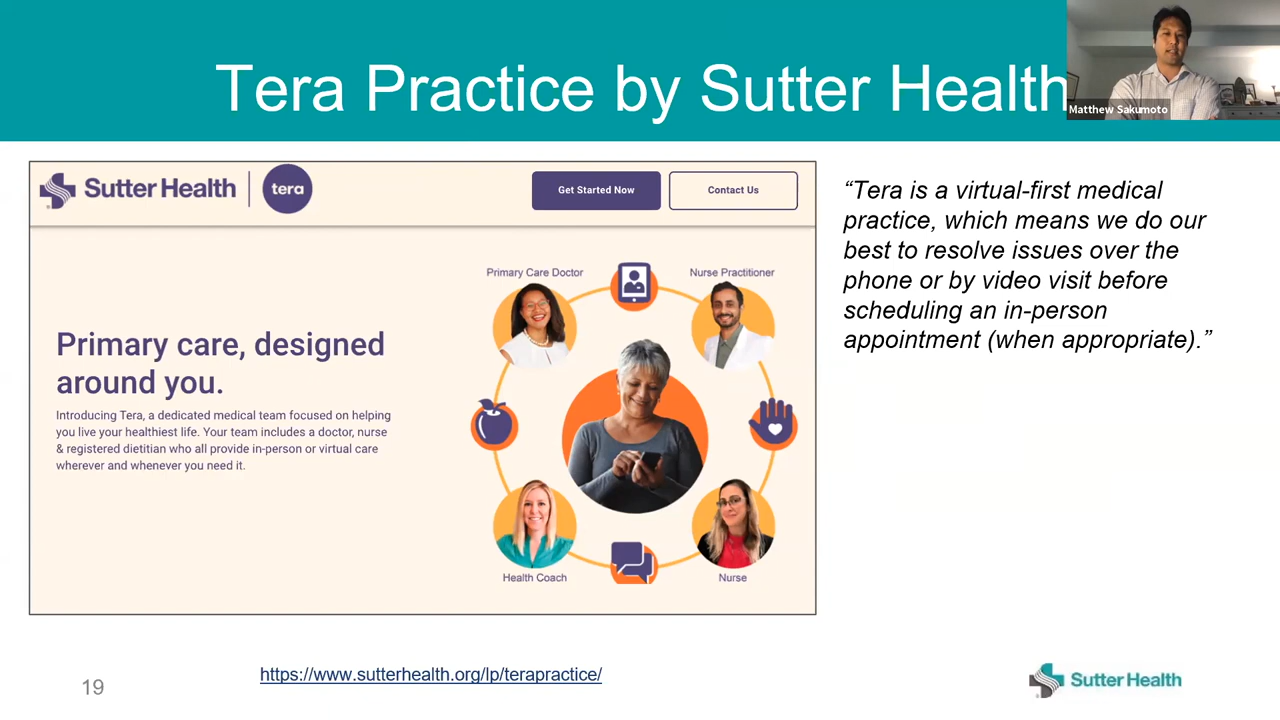 Tera Practice by Sutter Health
Matthew Sakumoto
Sutter Health | tera
Get Started Now
Contact Us
Primary care, designed
around you.
Introducing Tera, a dedicated medical team focused on helping
you live your healthiest life. Your team includes a doctor, nurse
& registered dietitian who all provide in-person or virtual care
wherever and whenever you need it.
Primary Care Doctor
Nurse Practitioner
Health Coach
Nurse
“Tera is a virtual-first medical
practice, which means we do our
best to resolve issues over the
phone or by video visit before
scheduling an in-person
appointment (when appropriate).”
19
https://www.sutterhealth.org/lp/terapractice/
Sutter Health